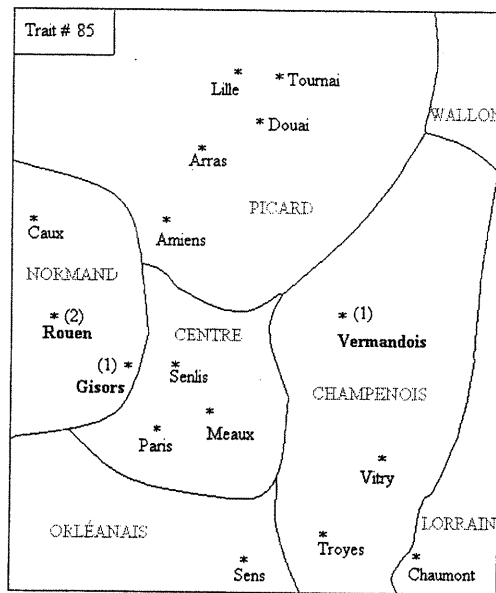 Trait # 85
* * Tournai
Lille
WALLON
* Douai
*
Arras
PICARD
* *
Caux Amiens
NORMAND
* (2) * (1)
Rouen CENTRE Vermandois
(1) * *
Gisors Senlis
CHAMPENOIS
* *
Paris Meaux
*
Vitry
ORLÉANAIS LORRAIN
* * *
Sens Troyes Chaumont